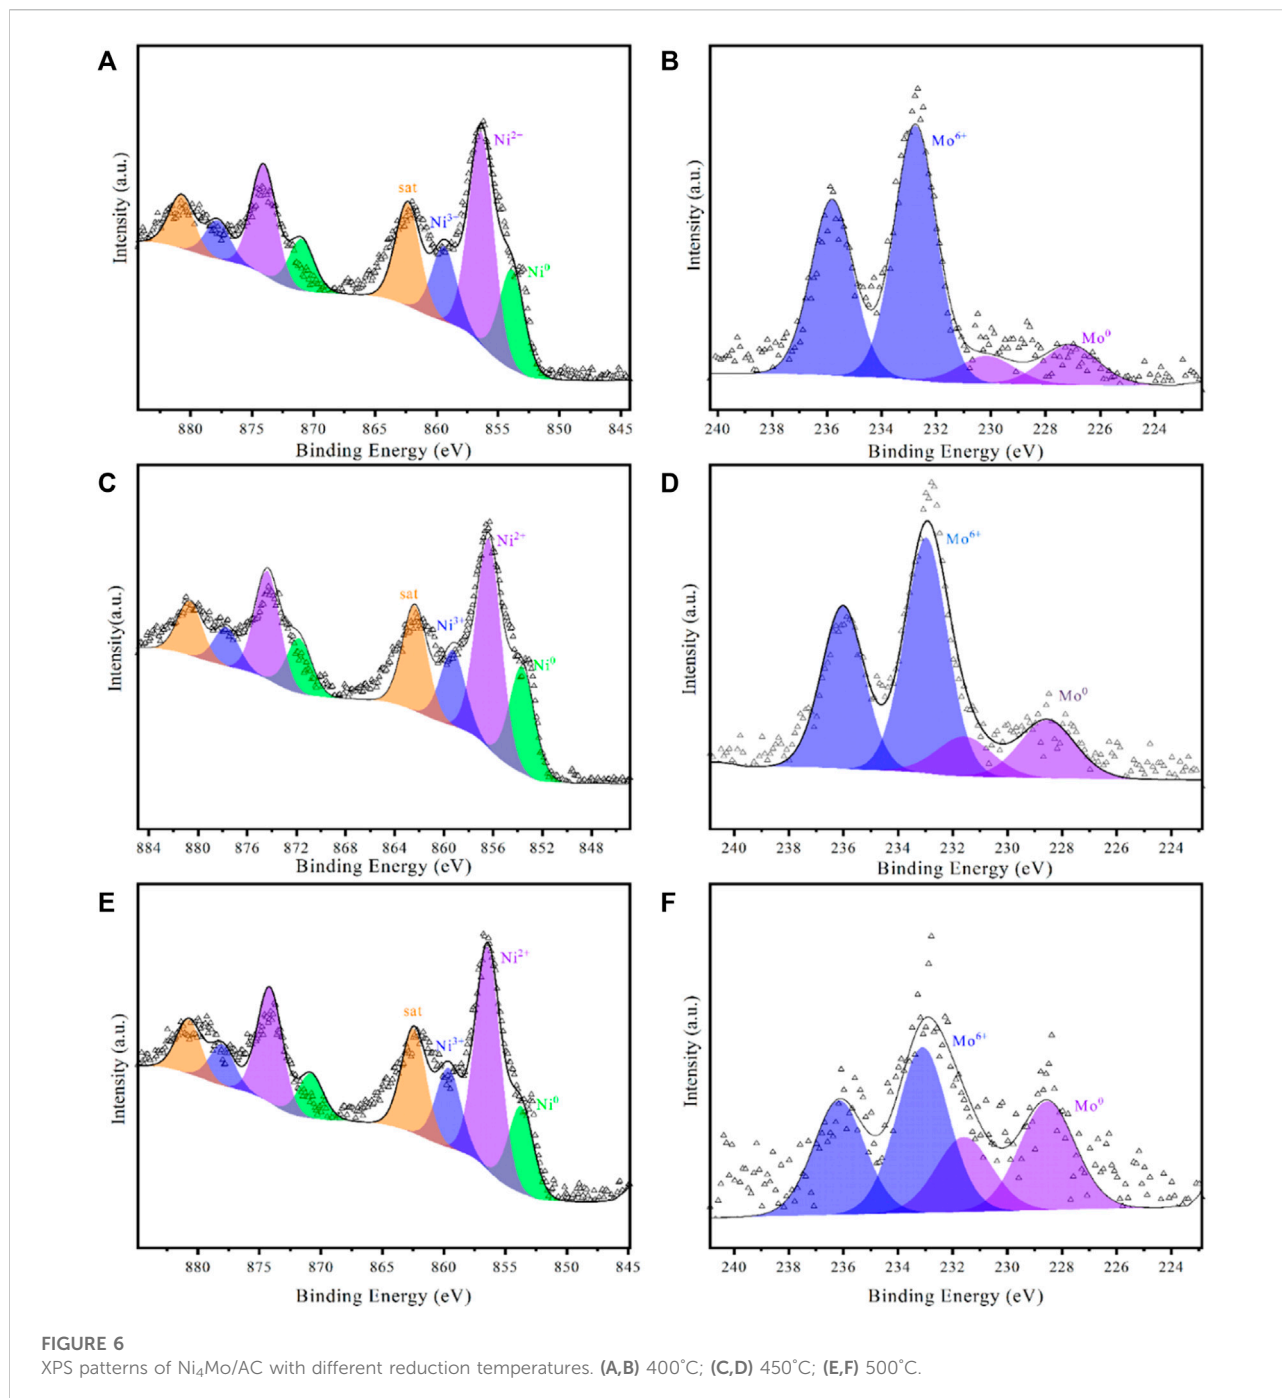 A
B
Intensity (a.u.)
sat
Ni³⁻
Ni²⁻
Ni⁰
880 875 870 865 860 855 850 845
Binding Energy (eV)
Intensity (a.u.)
Mo⁶⁺
Mo⁰
240 238 236 234 232 230 228 226 224
Binding Energy (eV)
C
D
Intensity(a.u.)
sat
Ni³⁺
Ni²⁺
Ni⁰
884 880 876 872 868 864 860 856 852 848
Binding Energy (eV)
Intensity (a.u.)
Mo⁶⁺
Mo⁰
240 238 236 234 232 230 228 226 224
Binding Energy (eV)
E
F
Intensity (a.u.)
sat
Ni³⁺
Ni²⁺
Ni⁰
880 875 870 865 860 855 850 845
Binding Energy (eV)
Intensity (a.u.)
Mo⁶⁺
Mo⁰
240 238 236 234 232 230 228 226 224
Binding Energy (eV)
FIGURE 6
XPS patterns of Ni₄Mo/AC with different reduction temperatures. (A,B) 400°C; (C,D) 450°C; (E,F) 500°C.